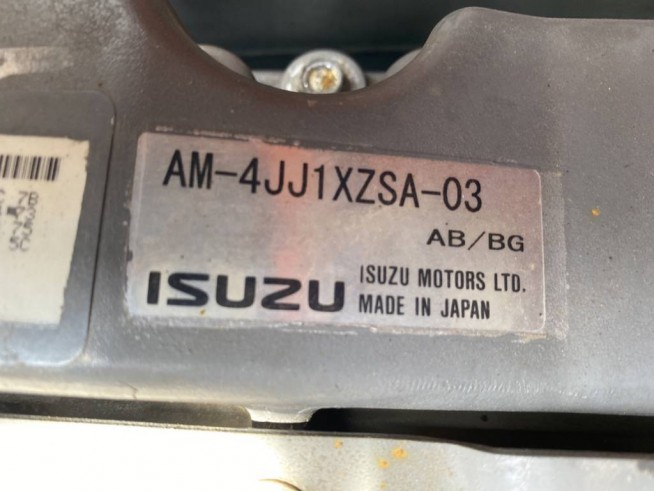 AM-4JJ1XZSA-03
AB/BG
ISUZU
ISUZU MOTORS LTD.
MADE IN JAPAN